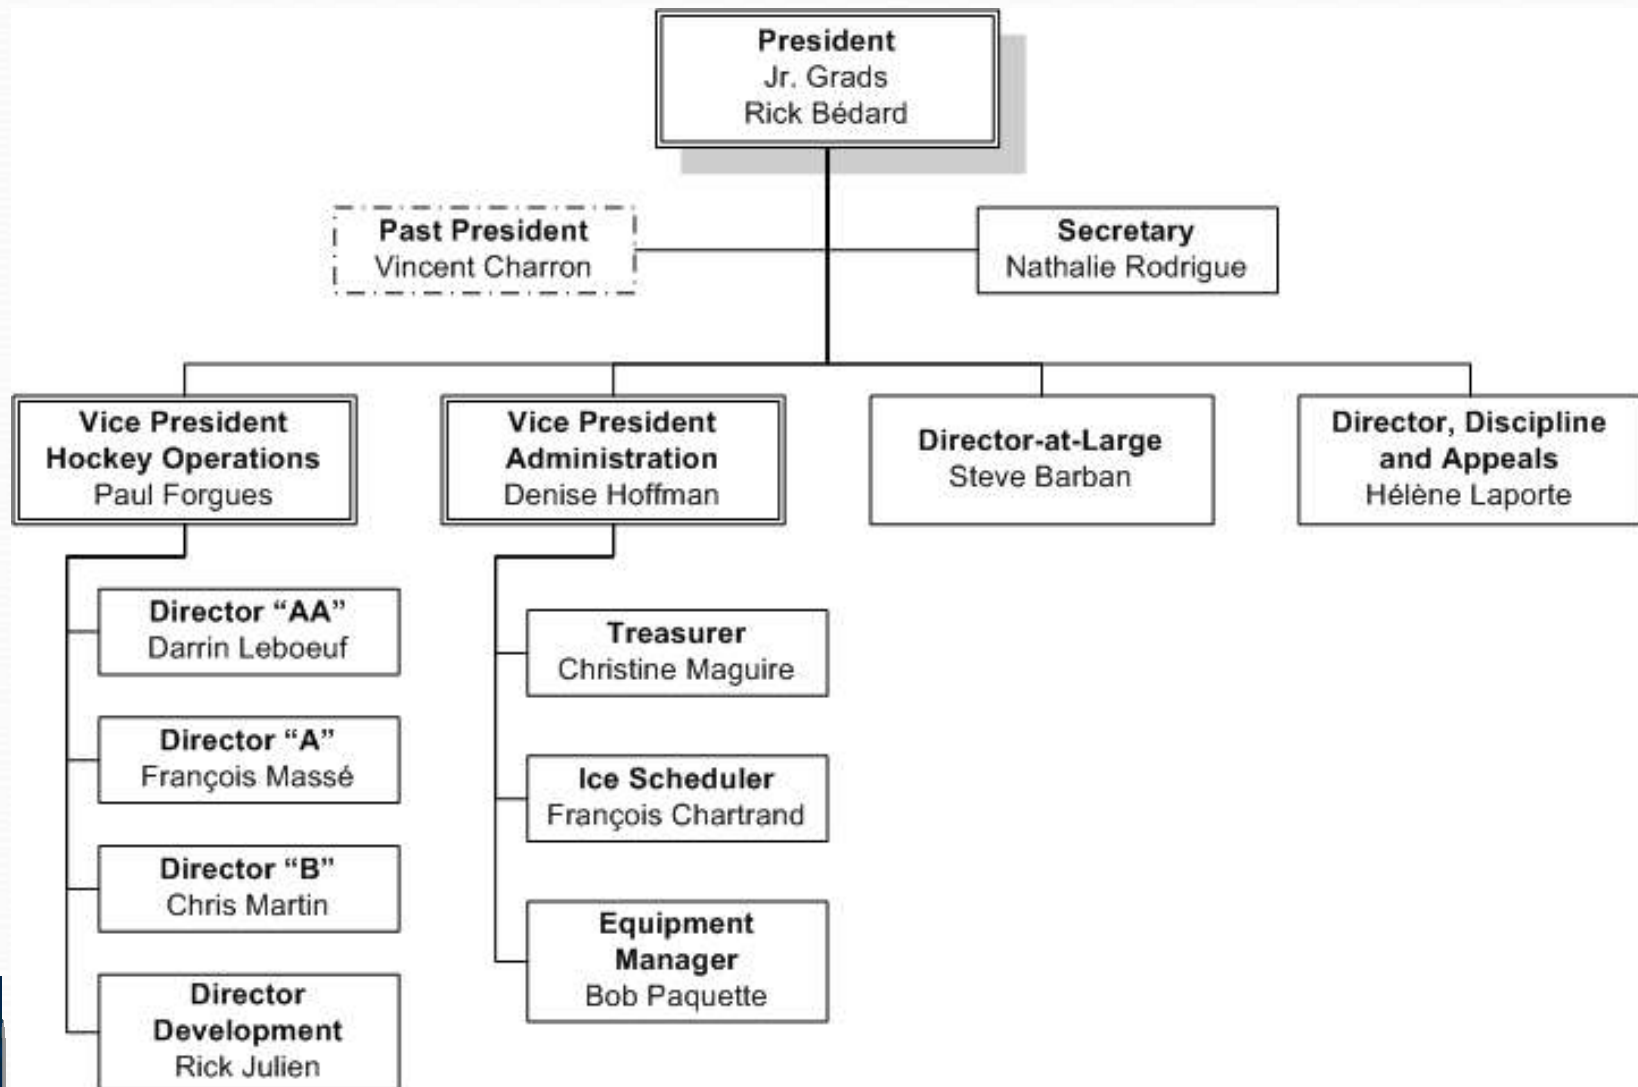 President
Jr. Grads
Rick Bédard
Past President
Vincent Charron
Secretary
Nathalie Rodrigue
Vice President
Hockey Operations
Paul Forgues
Vice President
Administration
Denise Hoffman
Director-at-Large
Steve Barban
Director, Discipline
and Appeals
Hélène Laporte
Director “AA”
Darrin Leboeuf
Director “A”
François Massé
Director “B”
Chris Martin
Director
Development
Rick Julien
Treasurer
Christine Maguire
Ice Scheduler
François Chartrand
Equipment
Manager
Bob Paquette